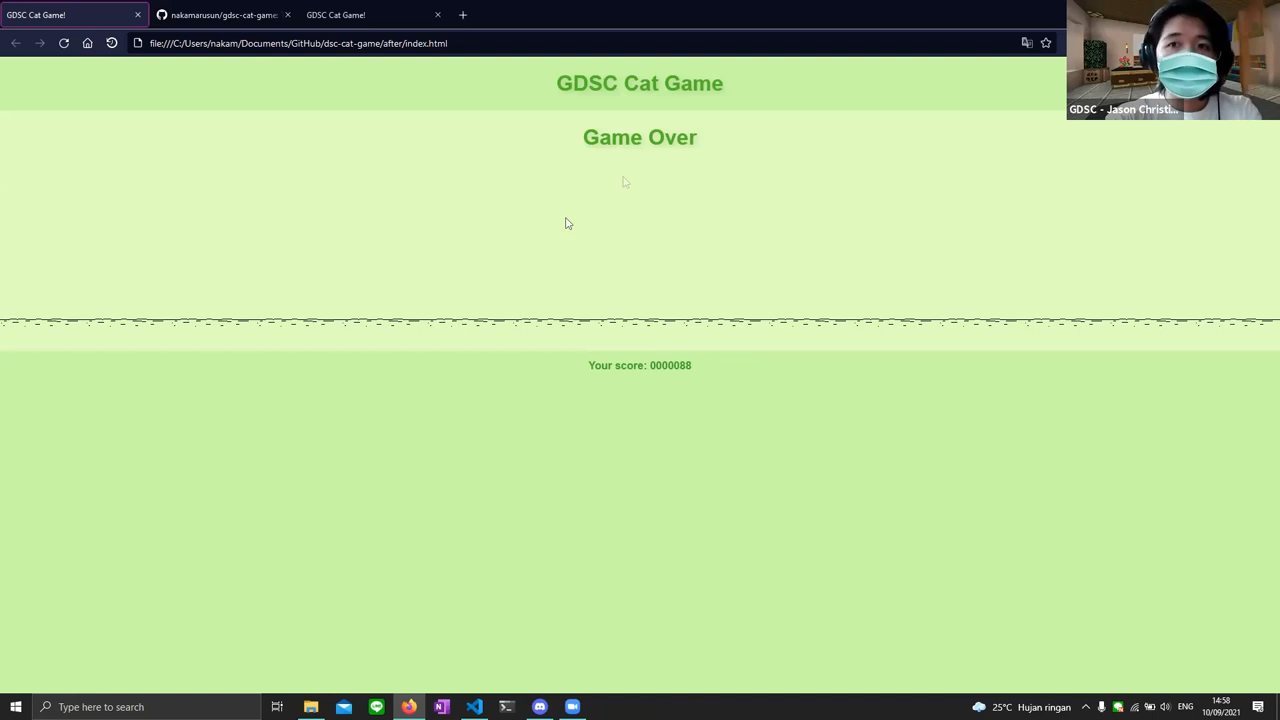 GDSC Cat Game!
nakamarusun/gdsc-cat-game:
GDSC Cat Game!
file:///C:/Users/nakam/Documents/GitHub/dsc-cat-game/after/index.html
GDSC - Jason Christi...
GDSC Cat Game
Game Over
Your score: 0000088
Type here to search
25°C Hujan ringan
ENG
14:58
10/09/2021